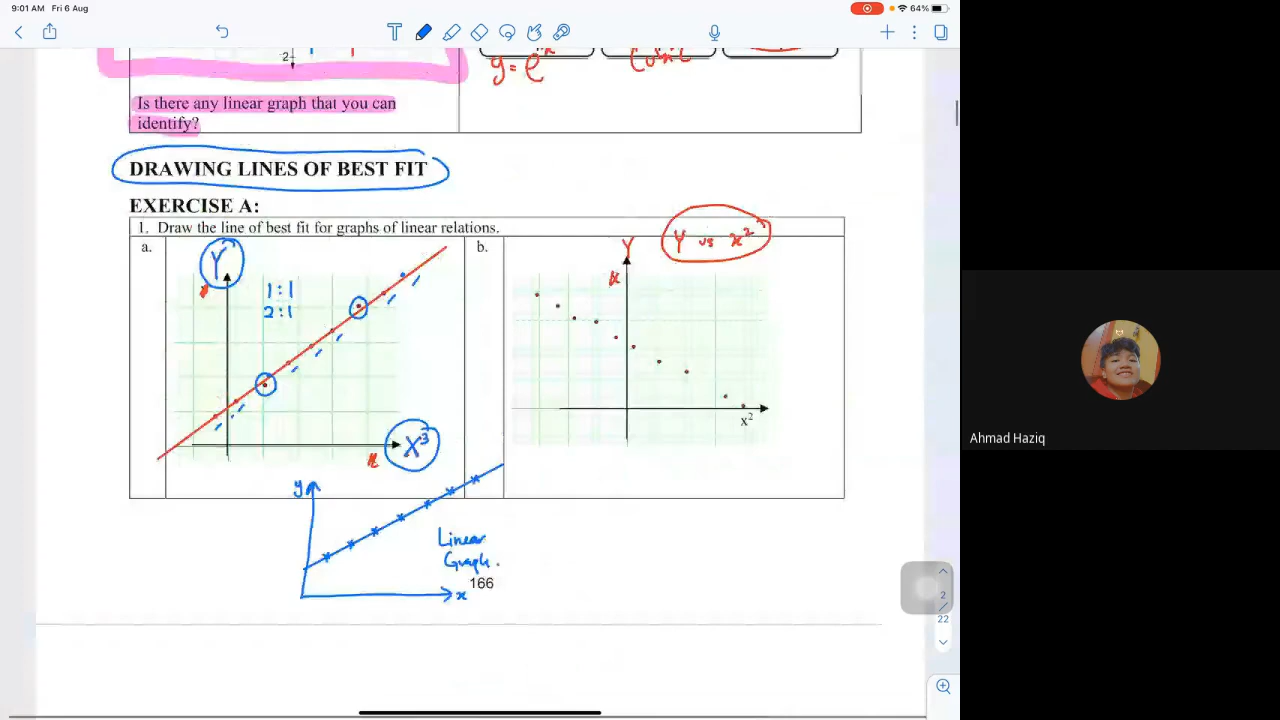 9:01 AM Fri 6 Aug
64%
T
2
y = e^x
Is there any linear graph that you can
identify?
DRAWING LINES OF BEST FIT
EXERCISE A:
1. Draw the line of best fit for graphs of linear relations.
a.
Y
1 : 1
2 : 1
X³
x
b.
Y vs x²
Y
x
x²
y
Linear
Graph.
x
166
2
/
22
Ahmad Haziq